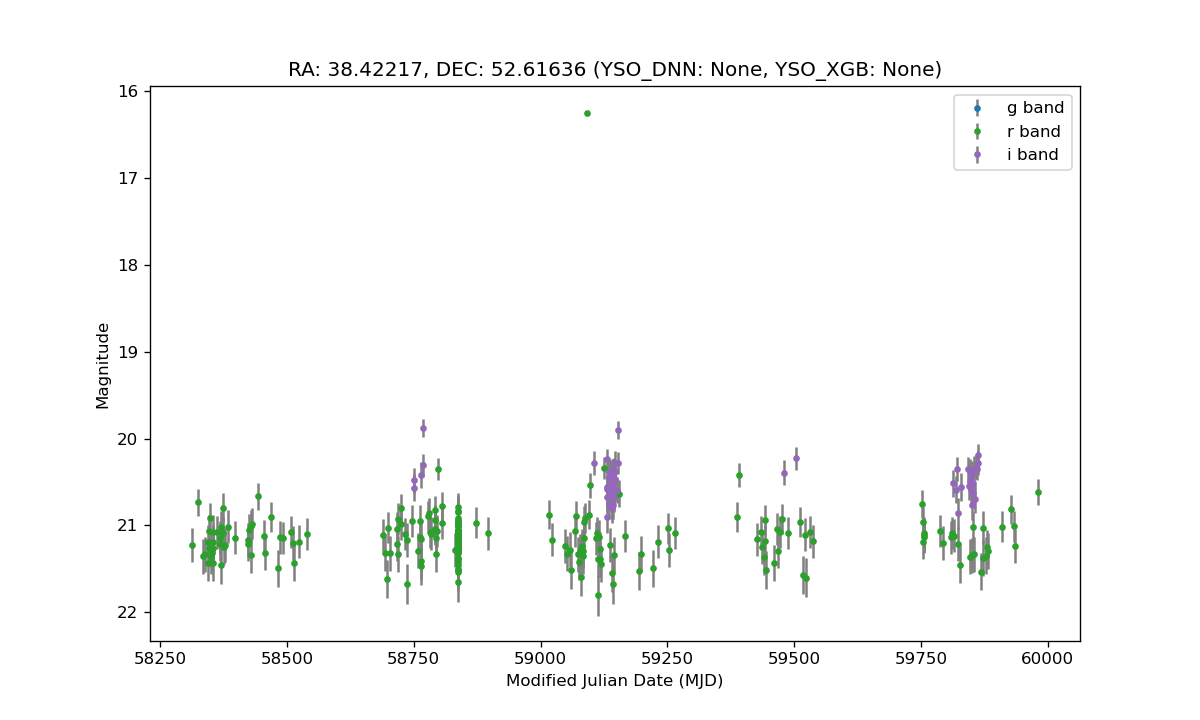 RA: 38.42217, DEC: 52.61636 (YSO_DNN: None, YSO_XGB: None)
g band
r band
i band
16
17
18
19
20
21
22
Magnitude
58250 58500 58750 59000 59250 59500 59750 60000
Modified Julian Date (MJD)